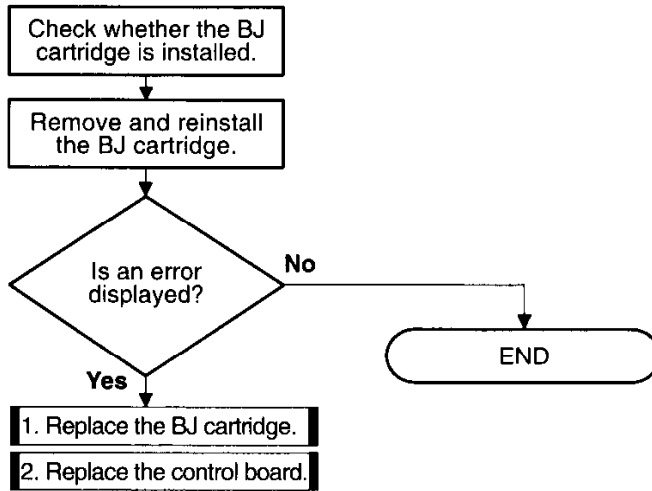 Check whether the BJ
cartridge is installed.
Remove and reinstall
the BJ cartridge.
Is an error
displayed?
No
END
Yes
1. Replace the BJ cartridge.
2. Replace the control board.